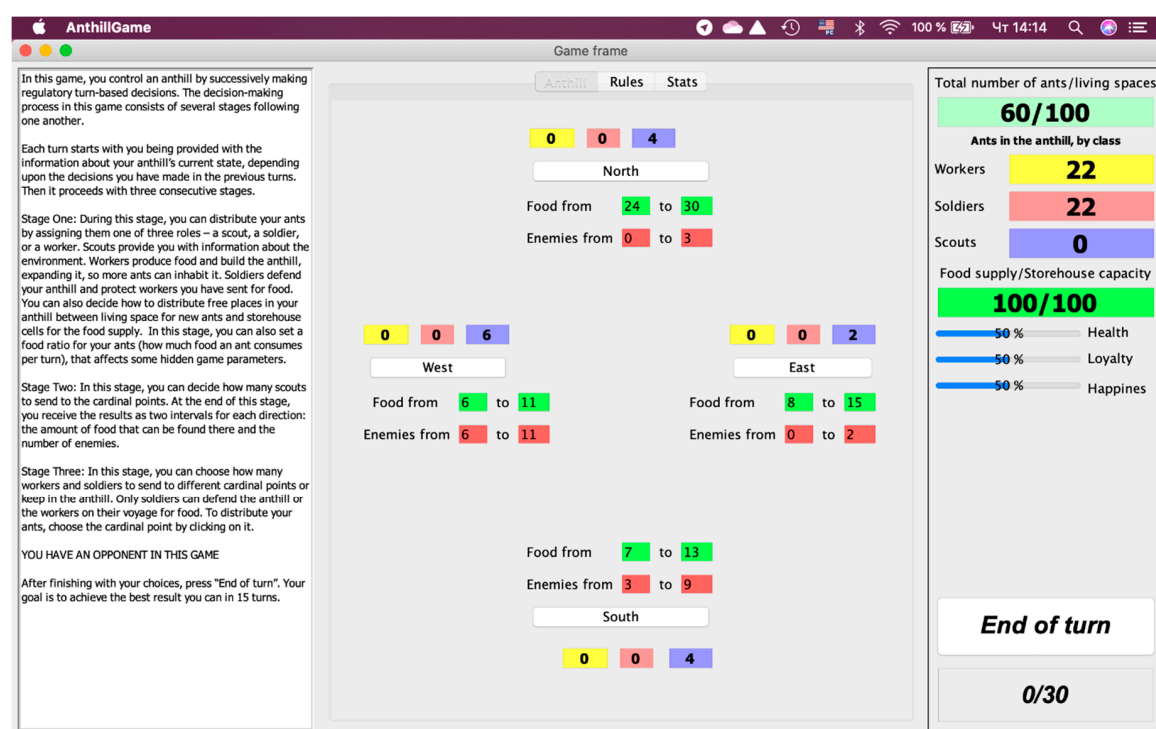 AnthillGame
100 %
Чт 14:14
Game frame
In this game, you control an anthill by successively making
regulatory turn-based decisions. The decision-making
process in this game consists of several stages following
one another.
Each turn starts with you being provided with the
information about your anthill's current state, depending
upon the decisions you have made in the previous turns.
Then it proceeds with three consecutive stages.
Stage One: During this stage, you can distribute your ants
by assigning them one of three roles – a scout, a soldier,
or a worker. Scouts provide you with information about the
environment. Workers produce food and build the anthill,
expanding it, so more ants can inhabit it. Soldiers defend
your anthill and protect workers you have sent for food.
You can also decide how to distribute free places in your
anthill between living space for new ants and storehouse
cells for the food supply. In this stage, you can also set a
food ratio for your ants (how much food an ant consumes
per turn), that affects some hidden game parameters.
Stage Two: In this stage, you can decide how many scouts
to send to the cardinal points. At the end of this stage,
you receive the results as two intervals for each direction:
the amount of food that can be found there and the
number of enemies.
Stage Three: In this stage, you can choose how many
workers and soldiers to send to different cardinal points or
keep in the anthill. Only soldiers can defend the anthill or
the workers on their voyage for food. To distribute your
ants, choose the cardinal point by clicking on it.
YOU HAVE AN OPPONENT IN THIS GAME
After finishing with your choices, press "End of turn". Your
goal is to achieve the best result you can in 15 turns.
Anthill Rules Stats
0 0 4
North
Food from 24 to 30
Enemies from 0 to 3
0 0 6
West
Food from 6 to 11
Enemies from 6 to 11
0 0 2
East
Food from 8 to 15
Enemies from 0 to 2
Food from 7 to 13
Enemies from 3 to 9
South
0 0 4
Total number of ants/living spaces
60/100
Ants in the anthill, by class
Workers 22
Soldiers 22
Scouts 0
Food supply/Storehouse capacity
100/100
50 % Health
50 % Loyalty
50 % Happines
End of turn
0/30